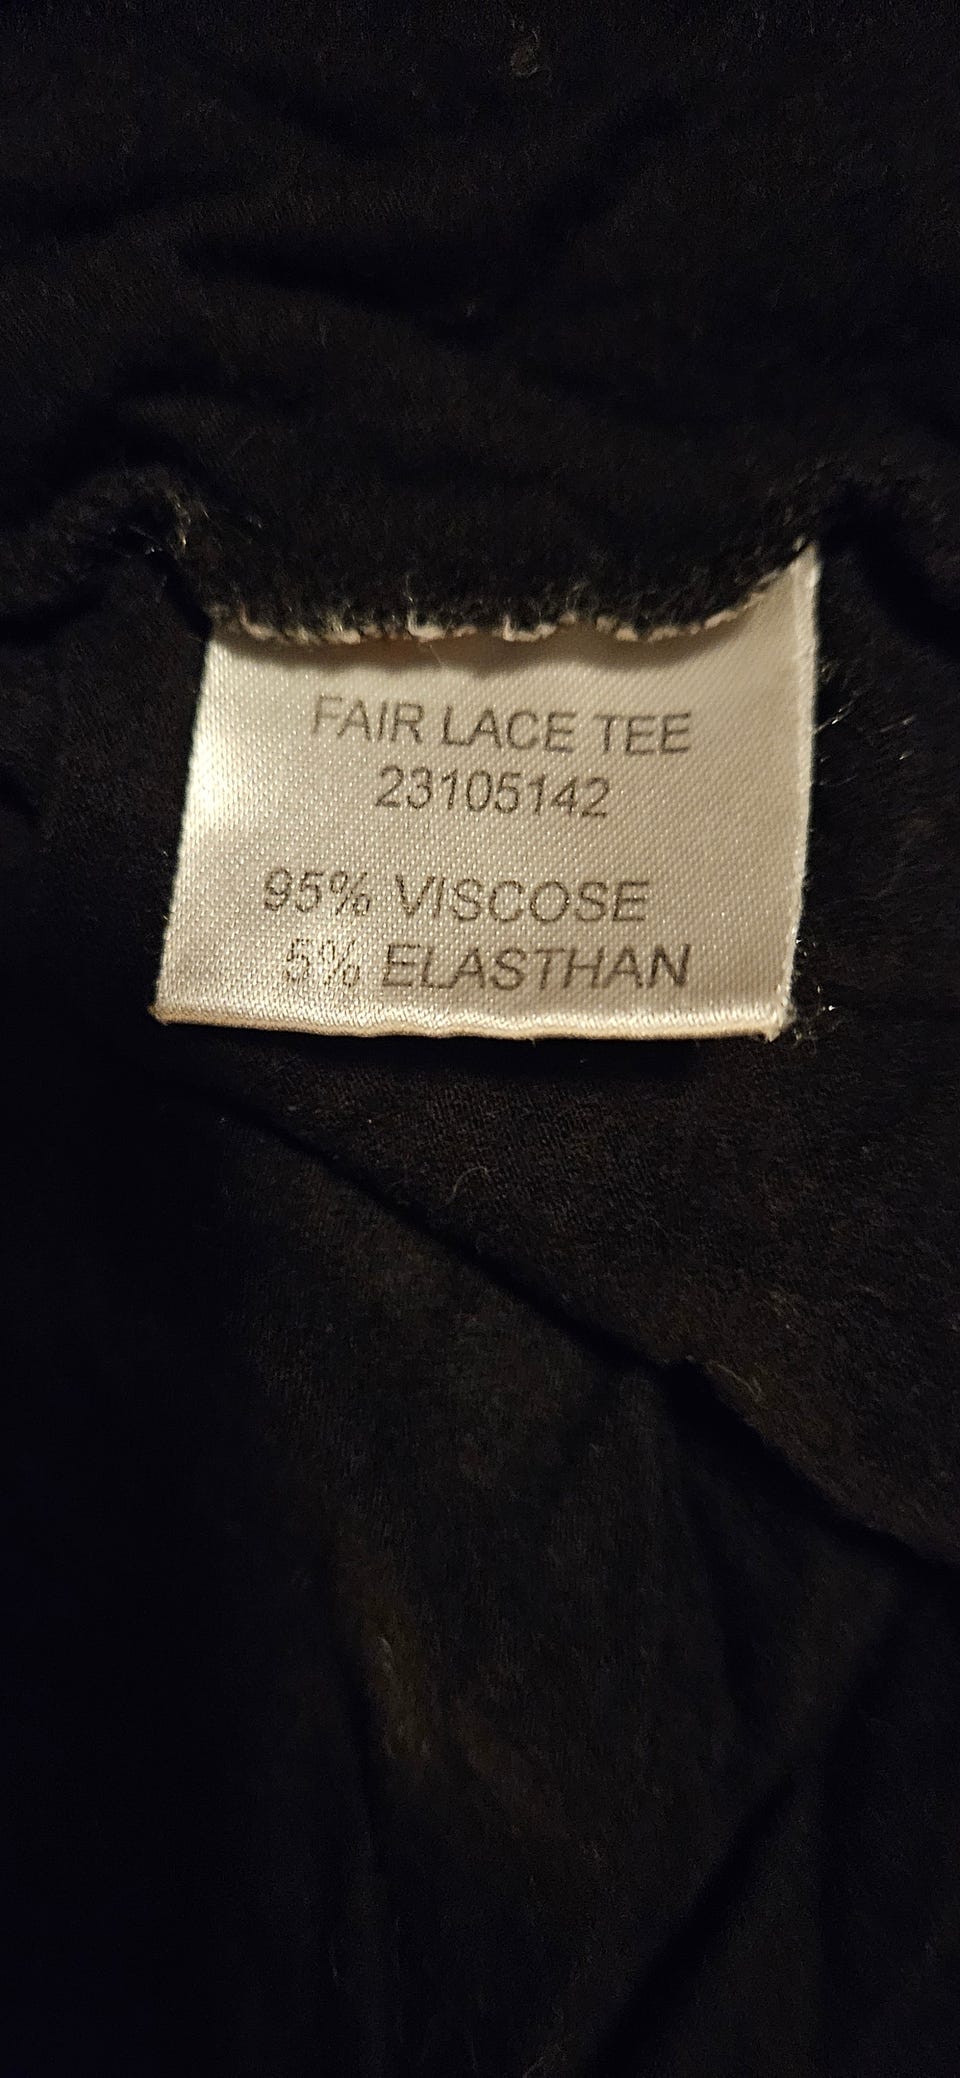 FAIR LACE TEE
23105142
95% VISCOSE
5% ELASTHAN